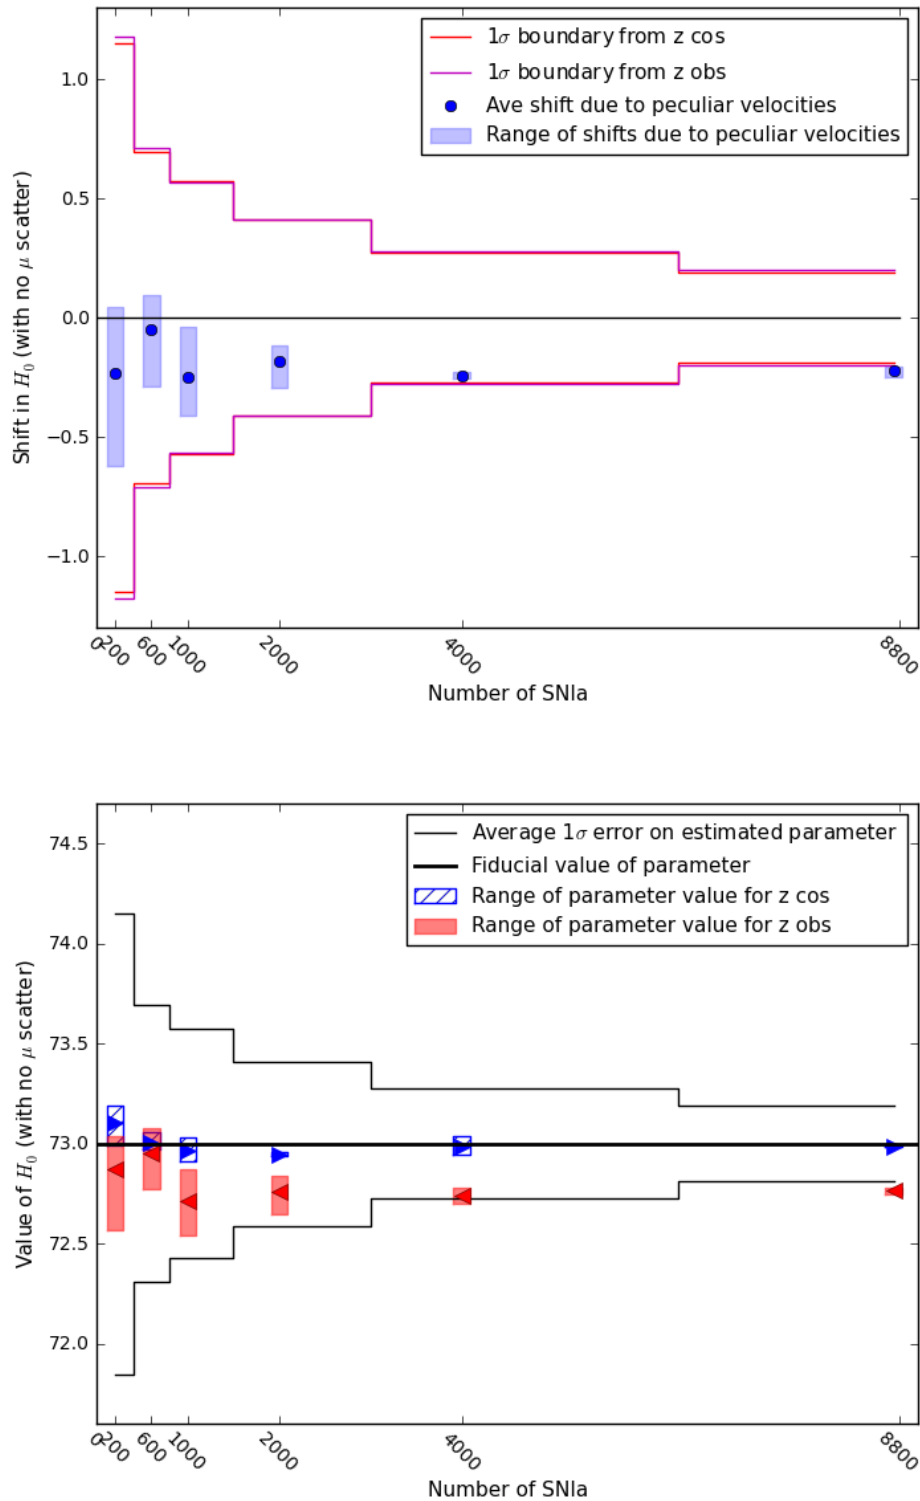 1σ boundary from z cos
1σ boundary from z obs
Ave shift due to peculiar velocities
Range of shifts due to peculiar velocities
Shift in H₀ (with no μ scatter)
1.0
0.5
0.0
−0.5
−1.0
0
200
600
1000
2000
4000
8800
Number of SNIa
Average 1σ error on estimated parameter
Fiducial value of parameter
Range of parameter value for z cos
Range of parameter value for z obs
Value of H₀ (with no μ scatter)
74.5
74.0
73.5
73.0
72.5
72.0
0
200
600
1000
2000
4000
8800
Number of SNIa